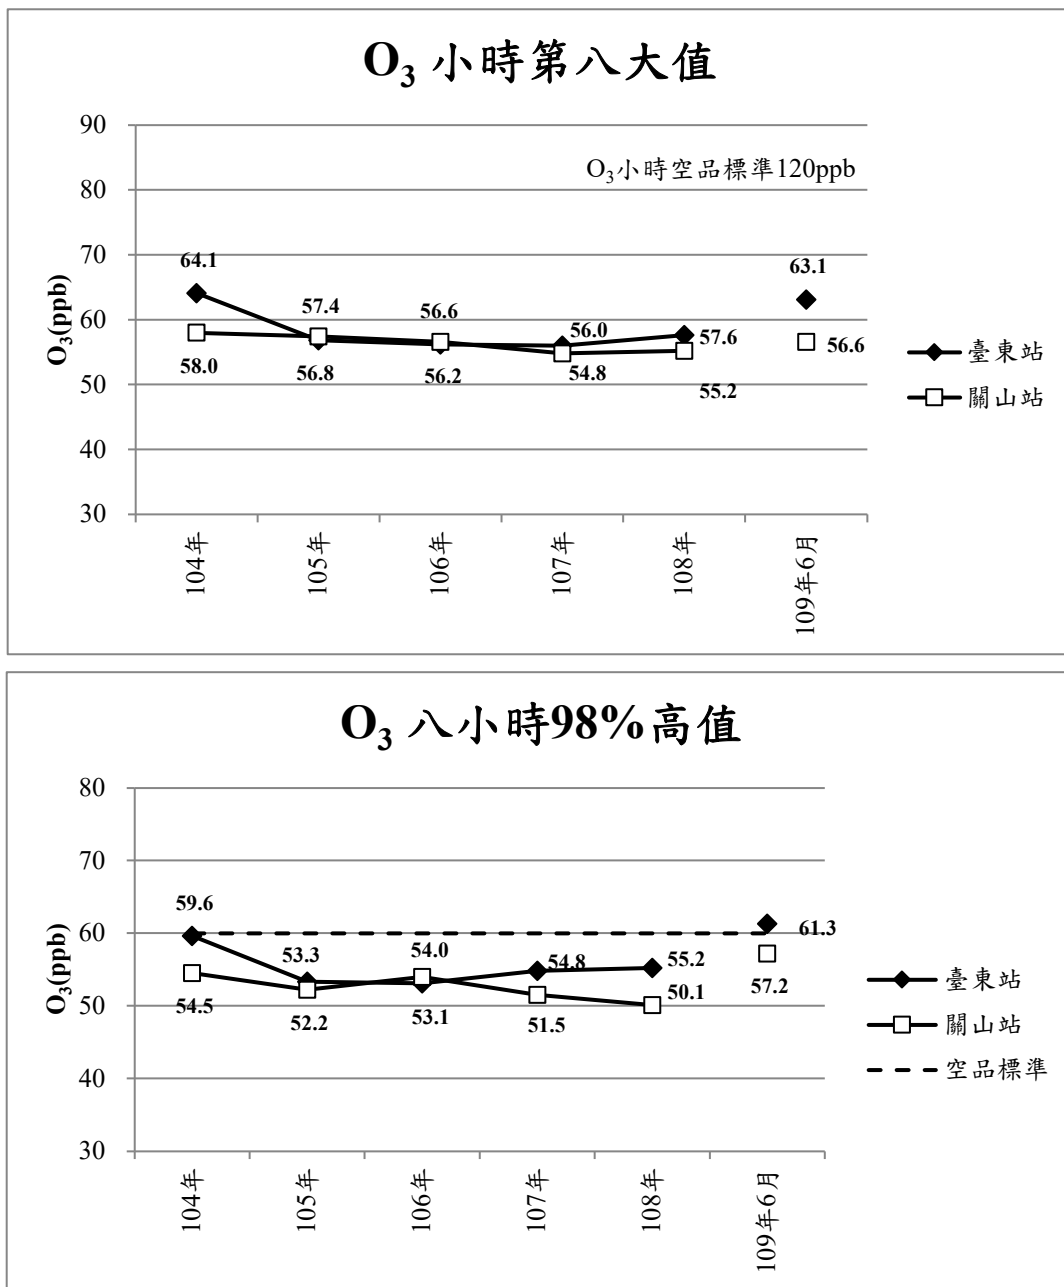 O₃ 小時第八大值
90
O₃小時空品標準120ppb
80
70
64.1
63.1
60
57.4
56.6
56.0
57.6
56.6
58.0
56.8
56.2
54.8
55.2
50
40
30
O₃(ppb)
臺東站
關山站
104年
105年
106年
107年
108年
109年6月
O₃ 八小時98%高值
80
70
60
59.6
53.3
54.0
54.8
55.2
61.3
54.5
52.2
53.1
51.5
50.1
57.2
50
40
30
O₃(ppb)
臺東站
關山站
空品標準
104年
105年
106年
107年
108年
109年6月